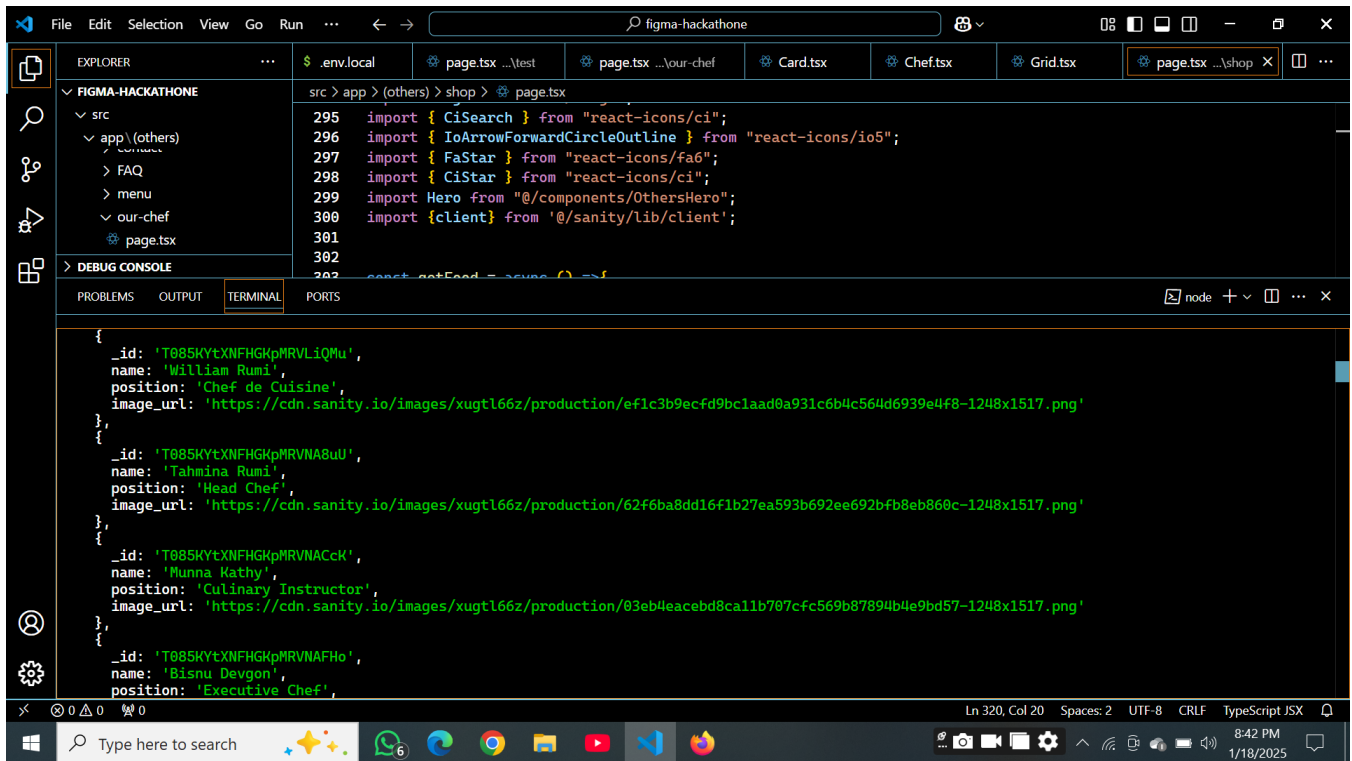 File Edit Selection View Go Run ··· figma-hackathone
EXPLORER ···
$ .env.local page.tsx ...\test page.tsx ...\our-chef Card.tsx Chef.tsx Grid.tsx page.tsx ...\shop
FIGMA-HACKATHONE
src
app\(others)
contact
FAQ
menu
our-chef
page.tsx
DEBUG CONSOLE
src > app > (others) > shop > page.tsx
295 import { CiSearch } from "react-icons/ci";
296 import { IoArrowForwardCircleOutline } from "react-icons/io5";
297 import { FaStar } from "react-icons/fa6";
298 import { CiStar } from "react-icons/ci";
299 import Hero from "@/components/OthersHero";
300 import {client} from '@/sanity/lib/client';
301
302
303 const getFood = async () =>{
PROBLEMS OUTPUT TERMINAL PORTS node
{
_id: 'T085KYtXNFHGKpMRVLiQMu',
name: 'William Rumi',
position: 'Chef de Cuisine',
image_url: 'https://cdn.sanity.io/images/xugtl66z/production/ef1c3b9ecfd9bc1aad0a931c6b4c564d6939e4f8-1248x1517.png'
},
{
_id: 'T085KYtXNFHGKpMRVNA8uU',
name: 'Tahmina Rumi',
position: 'Head Chef',
image_url: 'https://cdn.sanity.io/images/xugtl66z/production/62f6ba8dd16f1b27ea593b692ee692bfb8eb860c-1248x1517.png'
},
{
_id: 'T085KYtXNFHGKpMRVNACcK',
name: 'Munna Kathy',
position: 'Culinary Instructor',
image_url: 'https://cdn.sanity.io/images/xugtl66z/production/03eb4eacebd8ca11b707cfc569b87894b4e9bd57-1248x1517.png'
},
{
_id: 'T085KYtXNFHGKpMRVNAFHo',
name: 'Bisnu Devgon',
position: 'Executive Chef',
0 0 0 Ln 320, Col 20 Spaces: 2 UTF-8 CRLF TypeScript JSX
Type here to search 6 8:42 PM
1/18/2025